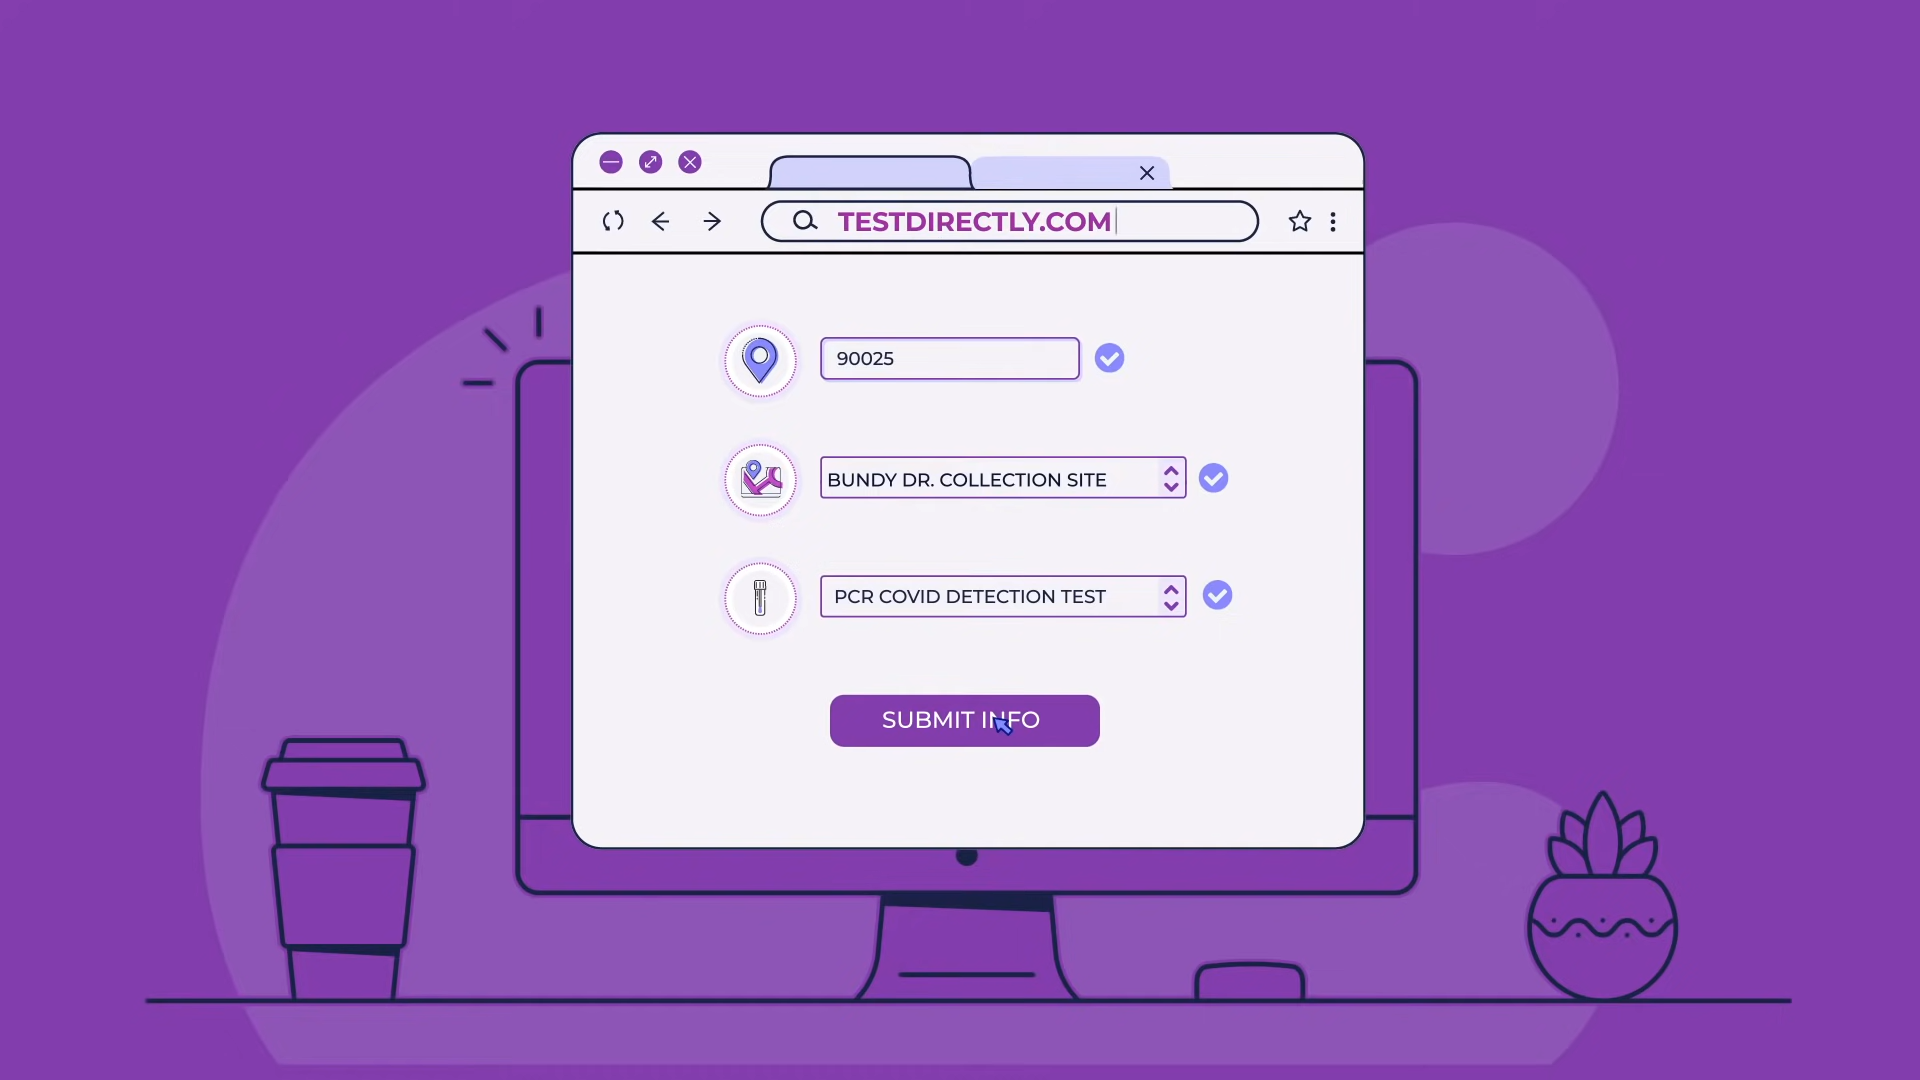 TESTDIRECTLY.COM
90025
BUNDY DR. COLLECTION SITE
PCR COVID DETECTION TEST
SUBMIT INFO